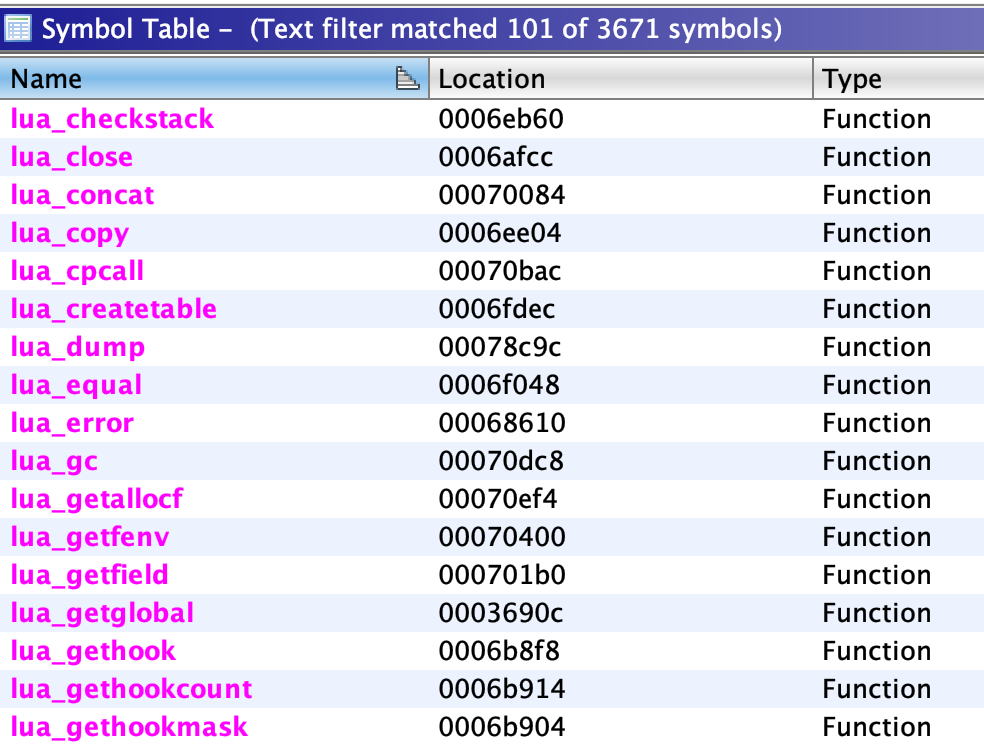 Symbol Table – (Text filter matched 101 of 3671 symbols)
Name Location Type
lua_checkstack 0006eb60 Function
lua_close 0006afcc Function
lua_concat 00070084 Function
lua_copy 0006ee04 Function
lua_cpcall 00070bac Function
lua_createtable 0006fdec Function
lua_dump 00078c9c Function
lua_equal 0006f048 Function
lua_error 00068610 Function
lua_gc 00070dc8 Function
lua_getallocf 00070ef4 Function
lua_getfenv 00070400 Function
lua_getfield 000701b0 Function
lua_getglobal 0003690c Function
lua_gethook 0006b8f8 Function
lua_gethookcount 0006b914 Function
lua_gethookmask 0006b904 Function